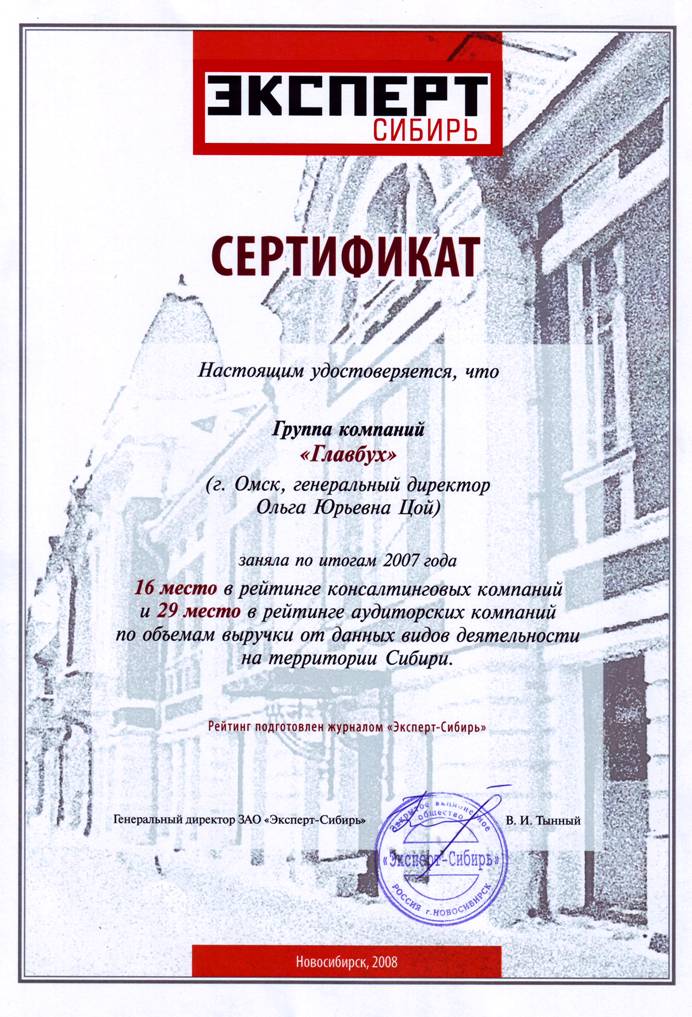 ЭКСПЕРТ
СИБИРЬ
СЕРТИФИКАТ
Настоящим удостоверяется, что
Группа компаний
«Главбух»
(г. Омск, генеральный директор
Ольга Юрьевна Цой)
заняла по итогам 2007 года
16 место в рейтинге консалтинговых компаний
и 29 место в рейтинге аудиторских компаний
по объемам выручки от данных видов деятельности
на территории Сибири.
Рейтинг подготовлен журналом «Эксперт-Сибирь»
Генеральный директор ЗАО «Эксперт-Сибирь»
В. И. Тынный
закрытое акционерное
общество
«Эксперт-Сибирь»
РОССИЯ г. НОВОСИБИРСК
Новосибирск, 2008